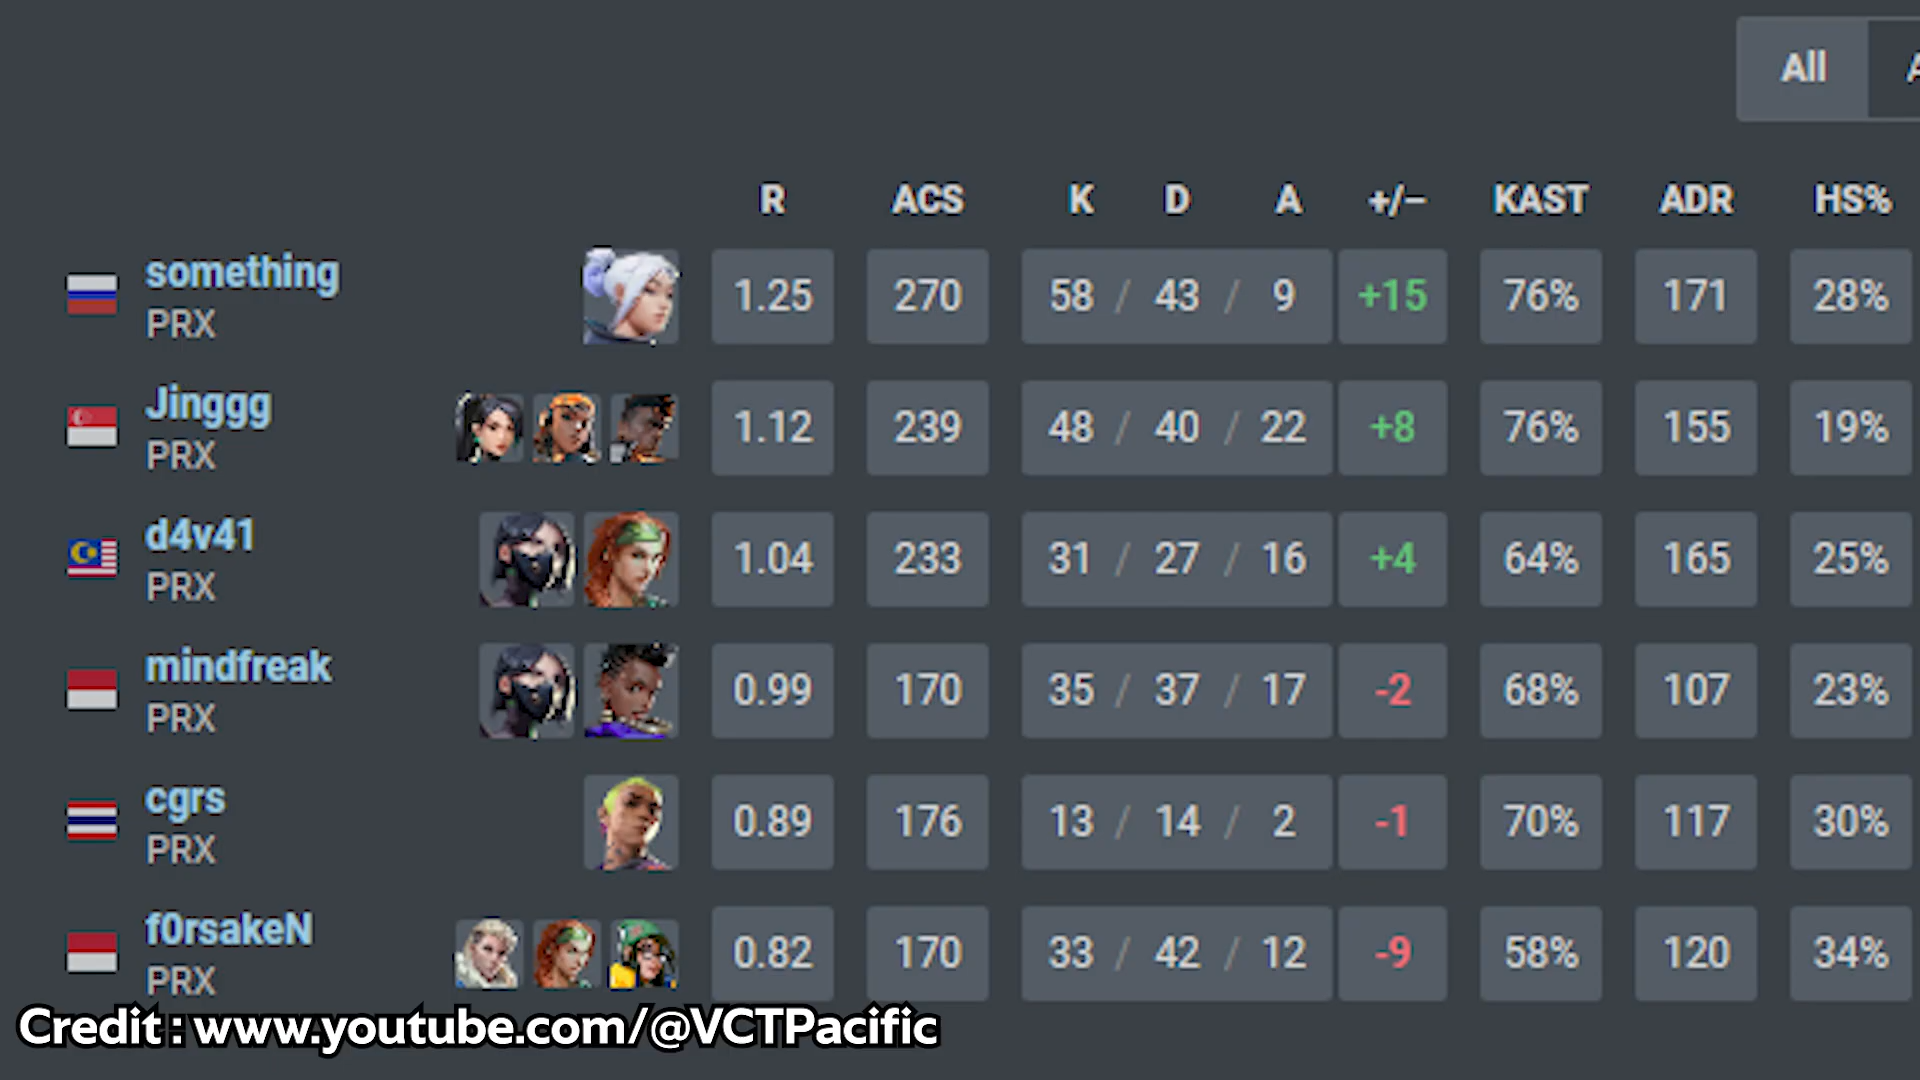 All
R ACS K D A +/– KAST ADR HS%
something
PRX
1.25 270 58 / 43 / 9 +15 76% 171 28%
Jinggg
PRX
1.12 239 48 / 40 / 22 +8 76% 155 19%
d4v41
PRX
1.04 233 31 / 27 / 16 +4 64% 165 25%
mindfreak
PRX
0.99 170 35 / 37 / 17 -2 68% 107 23%
cgrs
PRX
0.89 176 13 / 14 / 2 -1 70% 117 30%
f0rsakeN
PRX
0.82 170 33 / 42 / 12 -9 58% 120 34%
Credit : www.youtube.com/@VCTPacific